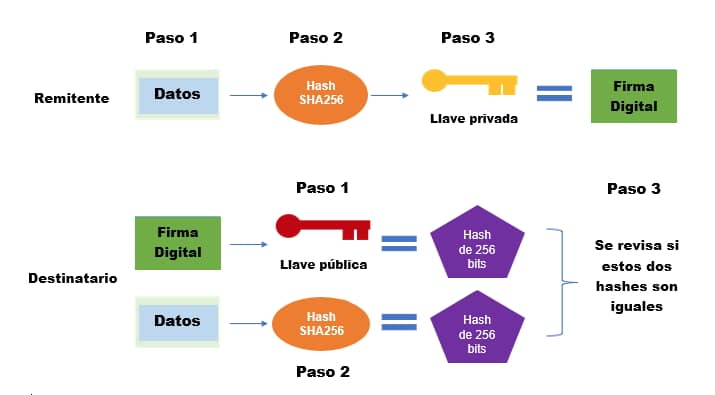 Paso 1
Paso 2
Paso 3
Remitente
Datos
Hash
SHA256
Llave privada
Firma
Digital
Paso 1
Paso 3
Firma
Digital
Llave pública
Hash
de 256
bits
Destinatario
Se revisa si
estos dos
hashes son
iguales
Datos
Hash
SHA256
Hash
de 256
bits
Paso 2